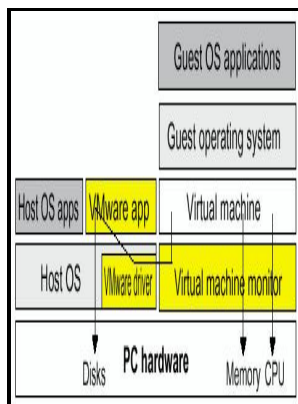 Guest OS applications
Guest operating system
Host OS apps
VMware app
Virtual machine
Host OS
VMware driver
Virtual machine monitor
Disks
PC hardware
Memory
CPU